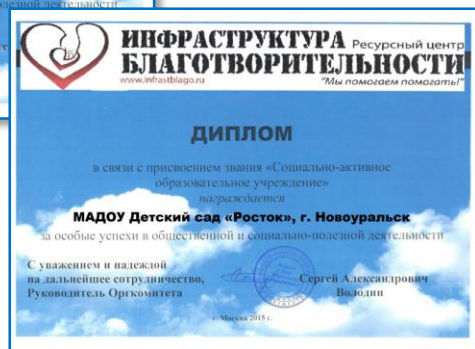 олезной деятельности
ИНФРАСТРУКТУРА Ресурсный центр
БЛАГОТВОРИТЕЛЬНОСТИ
www.infrastblago.ru "Мы помогаем помогать!"
ДИПЛОМ
в связи с присвоением звания «Социально-активное
образовательное учреждение»
награждается
МАДОУ Детский сад «Росток», г. Новоуральск
за особые успехи в общественной и социально-полезной деятельности
С уважением и надеждой
на дальнейшее сотрудничество,
Руководитель Оргкомитета
Сергей Александрович
Володин
г. Москва 2015 г.